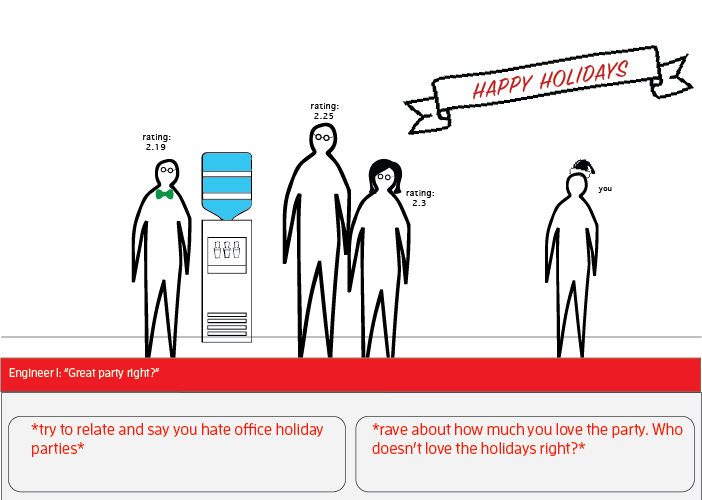 HAPPY HOLIDAYS
rating:
2.25
rating:
2.19
rating:
2.3
you
Engineer I: “Great party right?”
*try to relate and say you hate office holiday
parties*
*rave about how much you love the party. Who
doesn’t love the holidays right?*